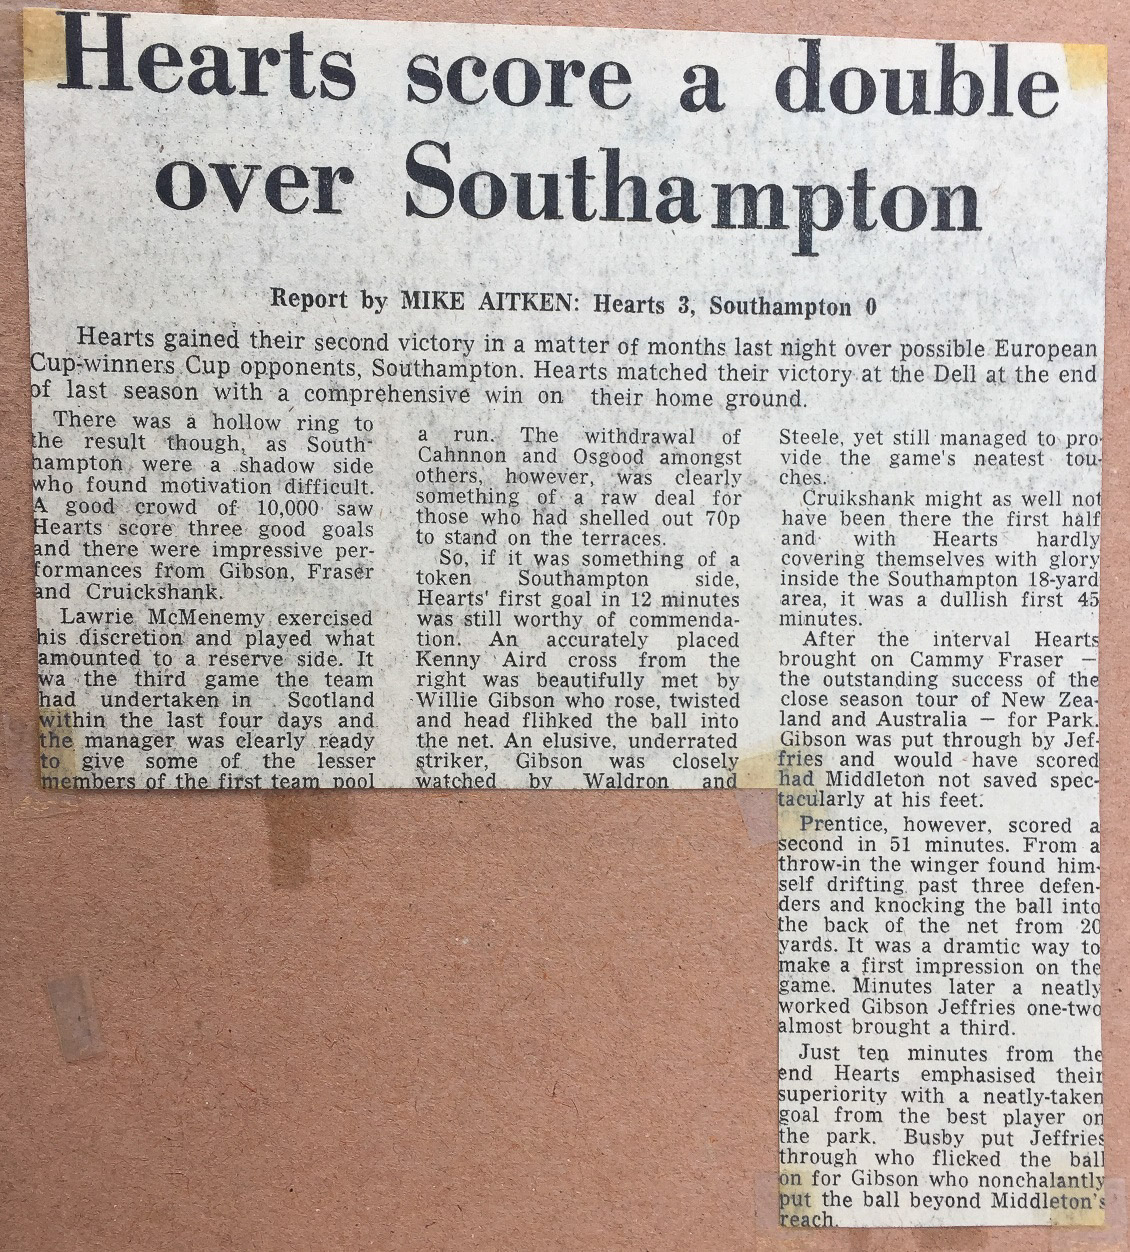 Hearts score a double
over Southampton
Report by MIKE AITKEN: Hearts 3, Southampton 0
Hearts gained their second victory in a matter of months last night over possible European
Cup-winners Cup opponents, Southampton. Hearts matched their victory at the Dell at the end
of last season with a comprehensive win on their home ground.
There was a hollow ring to
the result though, as South-
hampton were a shadow side
who found motivation difficult.
A good crowd of 10,000 saw
Hearts score three good goals
and there were impressive per-
formances from Gibson, Fraser
and Cruickshank.
Lawrie McMenemy exercised
his discretion and played what
amounted to a reserve side. It
wa the third game the team
had undertaken in Scotland
within the last four days and
the manager was clearly ready
to give some of the lesser
members of the first team pool
a run. The withdrawal of
Cahnnon and Osgood amongst
others, however, was clearly
something of a raw deal for
those who had shelled out 70p
to stand on the terraces.
So, if it was something of a
token Southampton side,
Hearts' first goal in 12 minutes
was still worthy of commenda-
tion. An accurately placed
Kenny Aird cross from the
right was beautifully met by
Willie Gibson who rose, twisted
and head flihked the ball into
the net. An elusive, underrated
striker, Gibson was closely
watched by Waldron and
Steele, yet still managed to pro-
vide the game's neatest tou-
ches.
Cruikshank might as well not
have been there the first half
and with Hearts hardly
covering themselves with glory
inside the Southampton 18-yard
area, it was a dullish first 45
minutes.
After the interval Hearts
brought on Cammy Fraser —
the outstanding success of the
close season tour of New Zea-
land and Australia — for Park.
Gibson was put through by Jef-
fries and would have scored
had Middleton not saved spec-
tacularly at his feet.
Prentice, however, scored a
second in 51 minutes. From a
throw-in the winger found him-
self drifting past three defen-
ders and knocking the ball into
the back of the net from 20
yards. It was a dramtic way to
make a first impression on the
game. Minutes later a neatly
worked Gibson Jeffries one-two
almost brought a third.
Just ten minutes from the
end Hearts emphasised their
superiority with a neatly-taken
goal from the best player on
the park. Busby put Jeffries
through who flicked the ball
on for Gibson who nonchalantly
put the ball beyond Middleton's
reach.